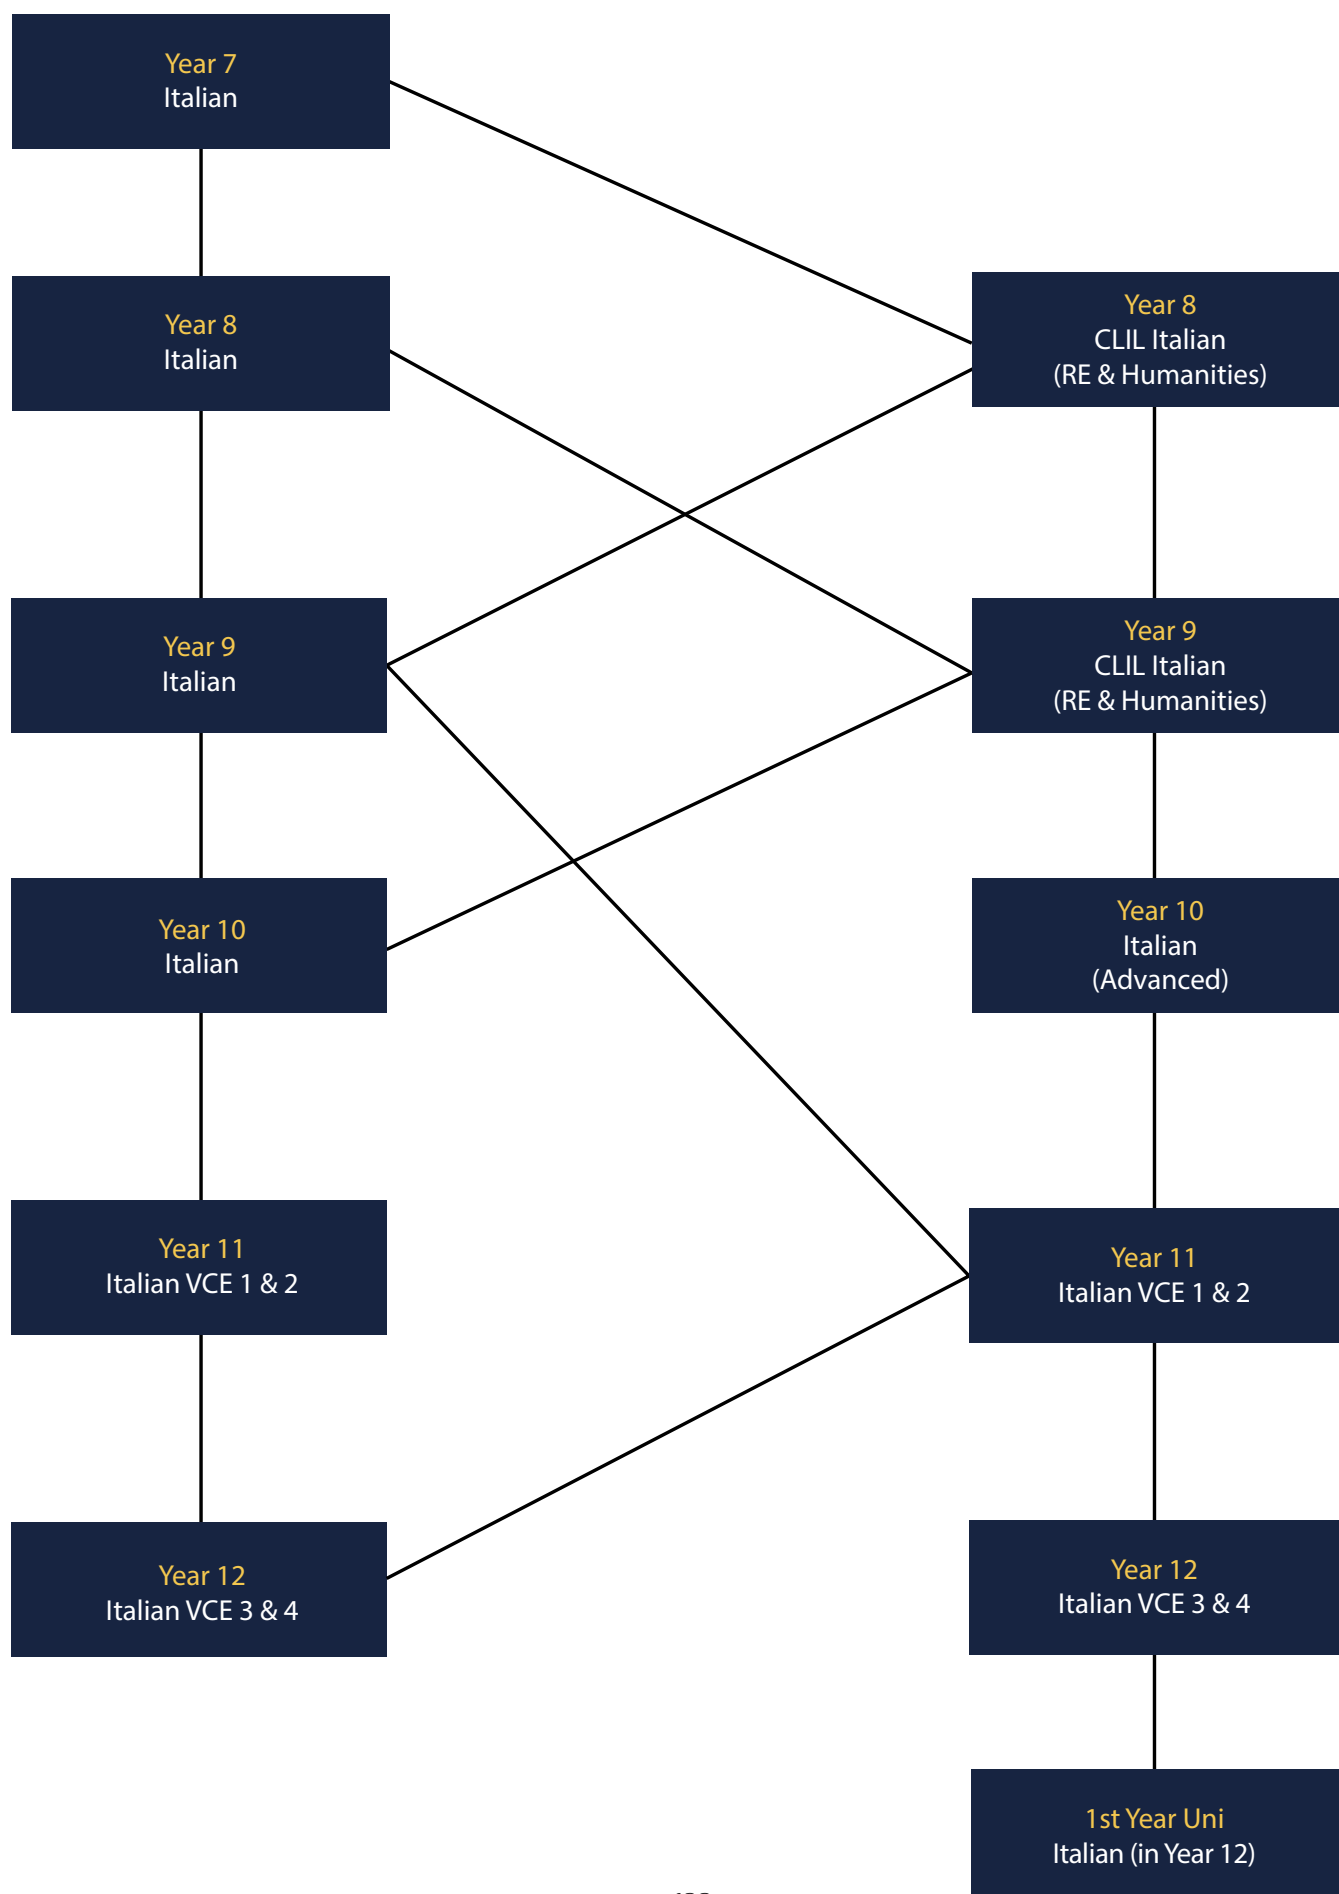 Year 7
Italian
Year 8
Italian
Year 8
CLIL Italian
(RE & Humanities)
Year 9
Italian
Year 9
CLIL Italian
(RE & Humanities)
Year 10
Italian
Year 10
Italian
(Advanced)
Year 11
Italian VCE 1 & 2
Year 11
Italian VCE 1 & 2
Year 12
Italian VCE 3 & 4
Year 12
Italian VCE 3 & 4
1st Year Uni
Italian (in Year 12)